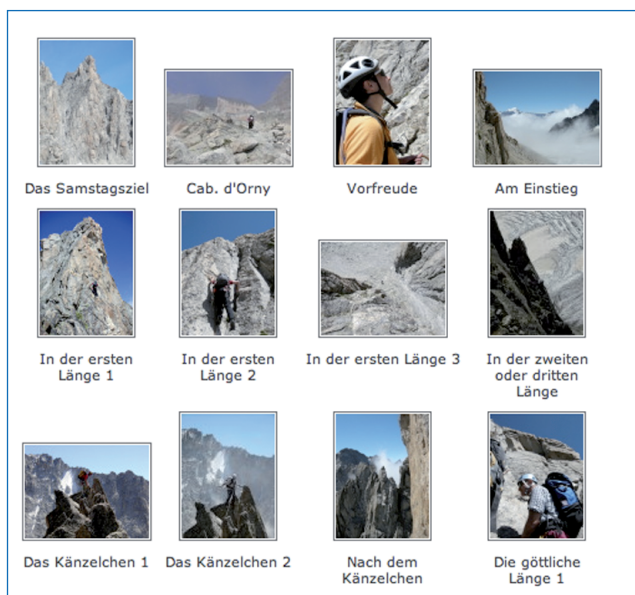 Das Samstagsziel
Cab. d'Orny
Vorfreude
Am Einstieg
In der ersten
Länge 1
In der ersten
Länge 2
In der ersten Länge 3
In der zweiten
oder dritten
Länge
Das Känzelchen 1
Das Känzelchen 2
Nach dem
Känzelchen
Die göttliche
Länge 1